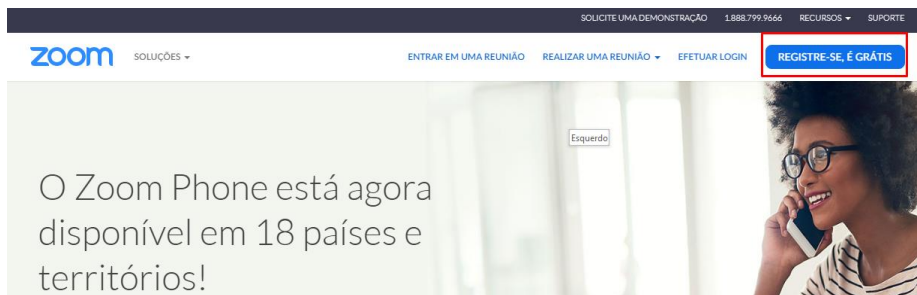 SOLICITE UMA DEMONSTRAÇÃO 1.888.799.9666 RECURSOS SUPORTE
zoom SOLUÇÕES ENTRAR EM UMA REUNIÃO REALIZAR UMA REUNIÃO EFETUAR LOGIN REGISTRE-SE, É GRÁTIS
Esquerdo
O Zoom Phone está agora
disponível em 18 países e
territórios!